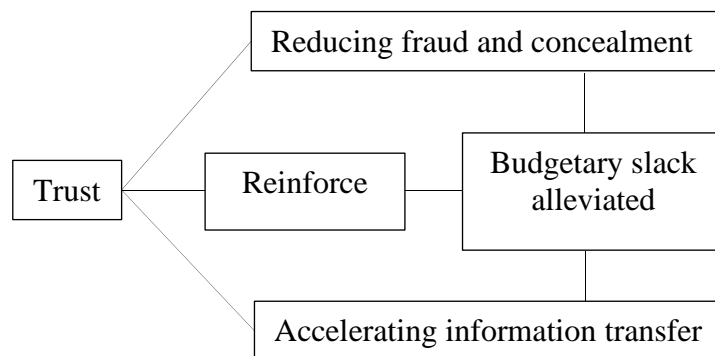 Reducing fraud and concealment
Trust
Reinforce
Budgetary slack
alleviated
Accelerating information transfer